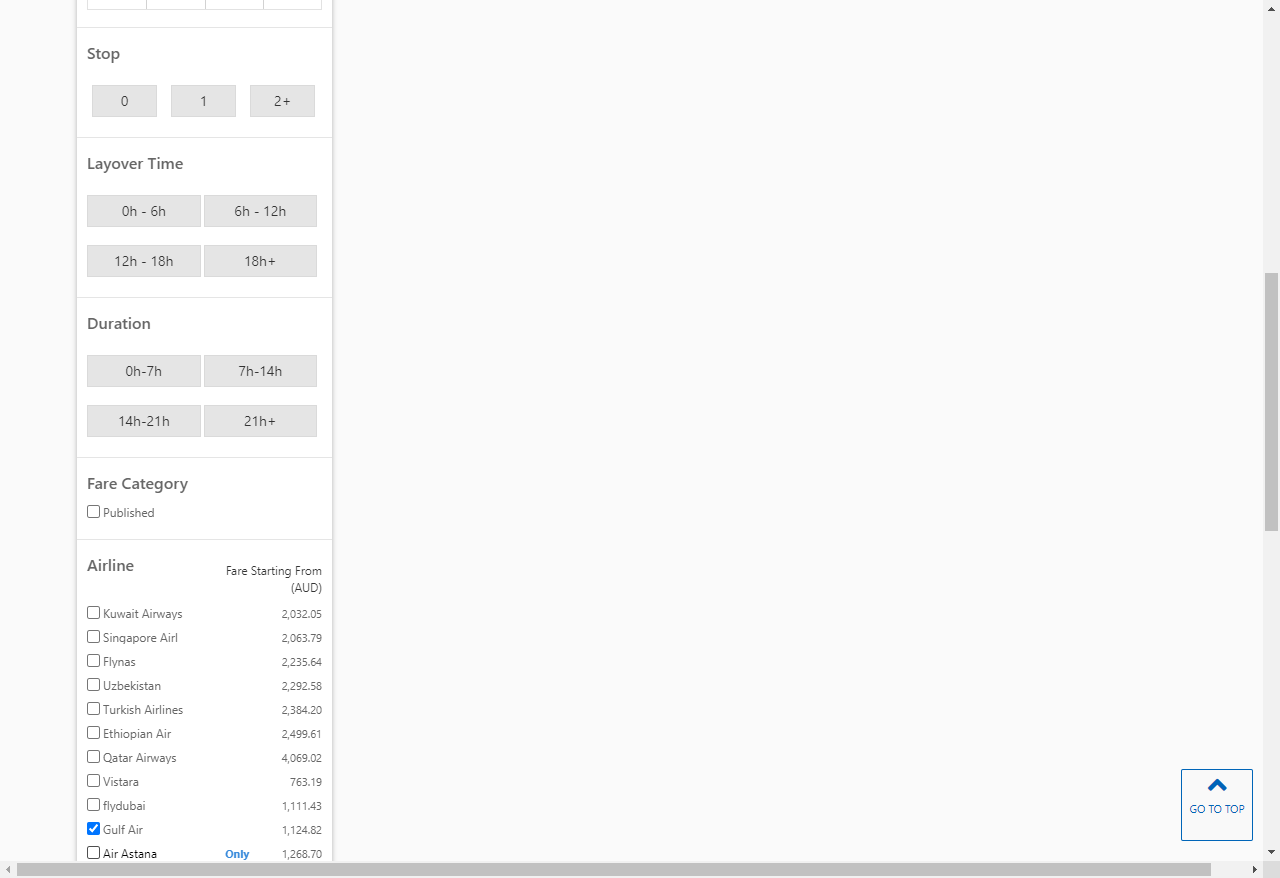 Stop
0 1 2+
Layover Time
0h - 6h 6h - 12h
12h - 18h 18h+
Duration
0h-7h 7h-14h
14h-21h 21h+
Fare Category
Published
Airline Fare Starting From
(AUD)
Kuwait Airways 2,032.05
Singapore Airl 2,063.79
Flynas 2,235.64
Uzbekistan 2,292.58
Turkish Airlines 2,384.20
Ethiopian Air 2,499.61
Qatar Airways 4,069.02
Vistara 763.19
flydubai 1,111.43
Gulf Air 1,124.82
Air Astana Only 1,268.70
GO TO TOP